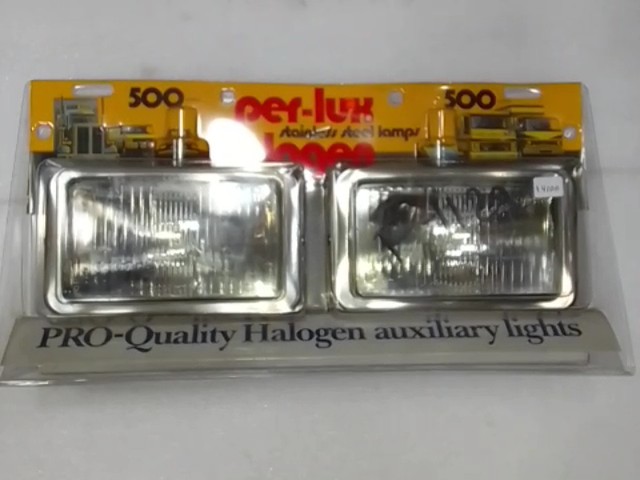 500 per-lux 500
stainless steel lamps
PRO-Quality Halogen auxiliary lights